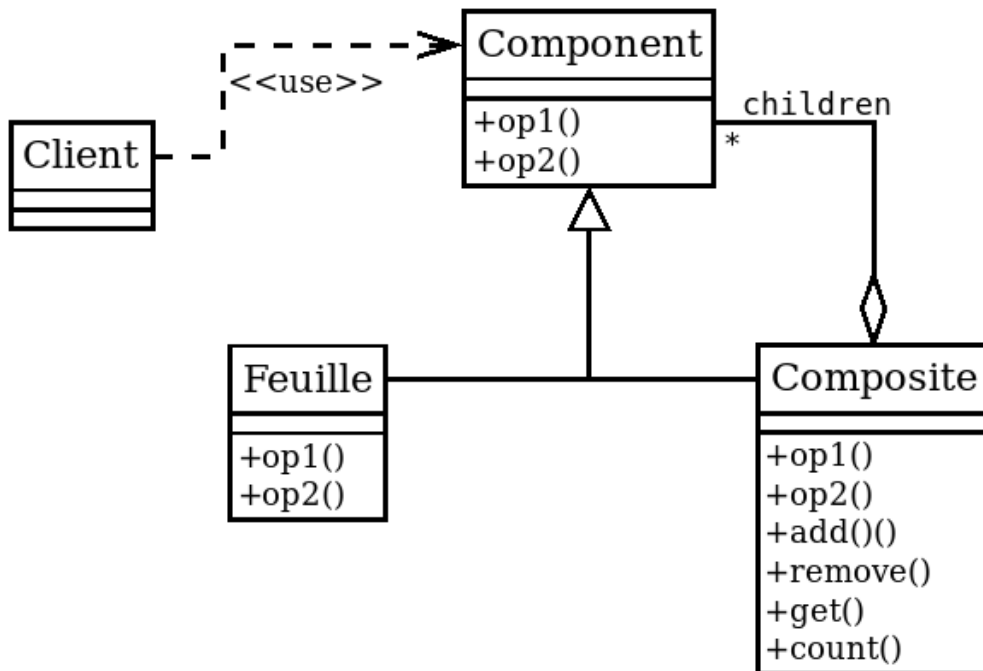 Component
<<use>>
children
*
+op1()
+op2()
Client
Feuille
+op1()
+op2()
Composite
+op1()
+op2()
+add()()
+remove()
+get()
+count()